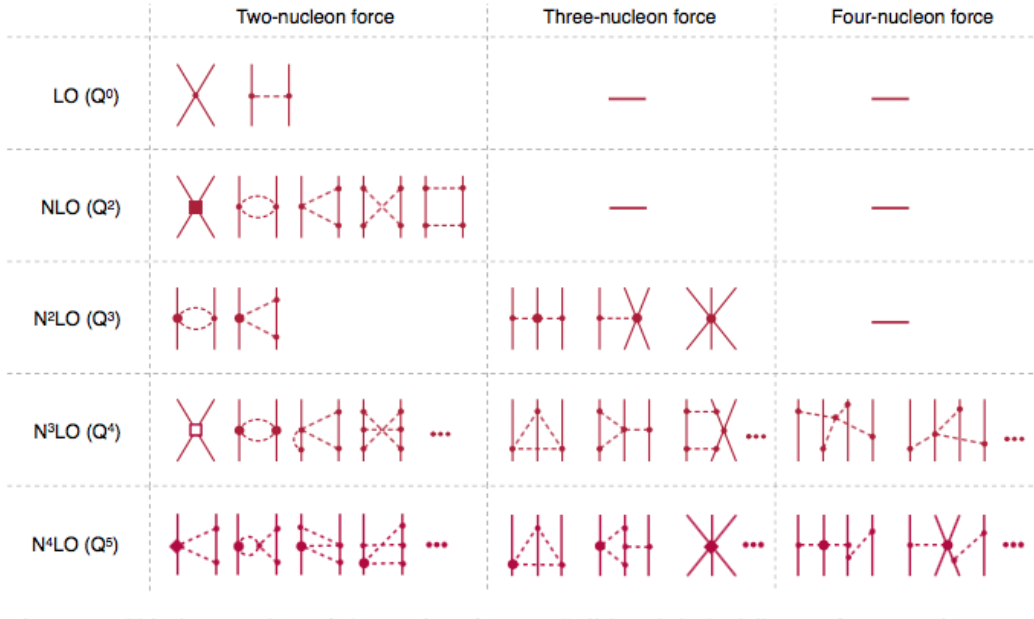 Two-nucleon force
Three-nucleon force
Four-nucleon force
LO (Q⁰)
NLO (Q²)
N²LO (Q³)
N³LO (Q⁴)
N⁴LO (Q⁵)